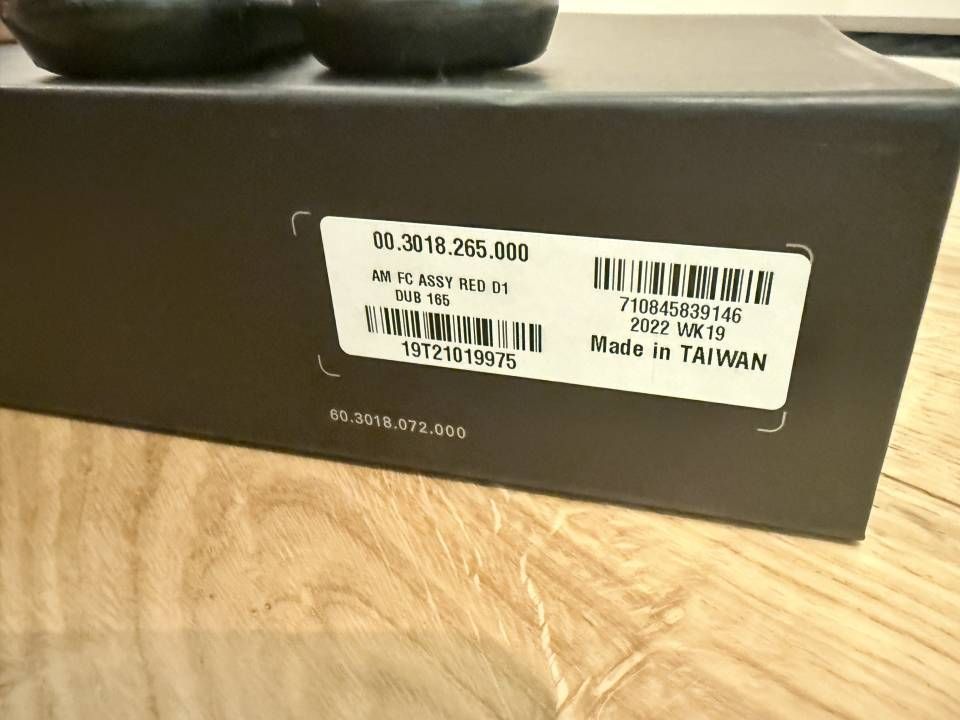 00.3018.265.000
AM FC ASSY RED D1
DUB 165
19T21019975
710845839146
2022 WK19
Made in TAIWAN
60.3018.072.000